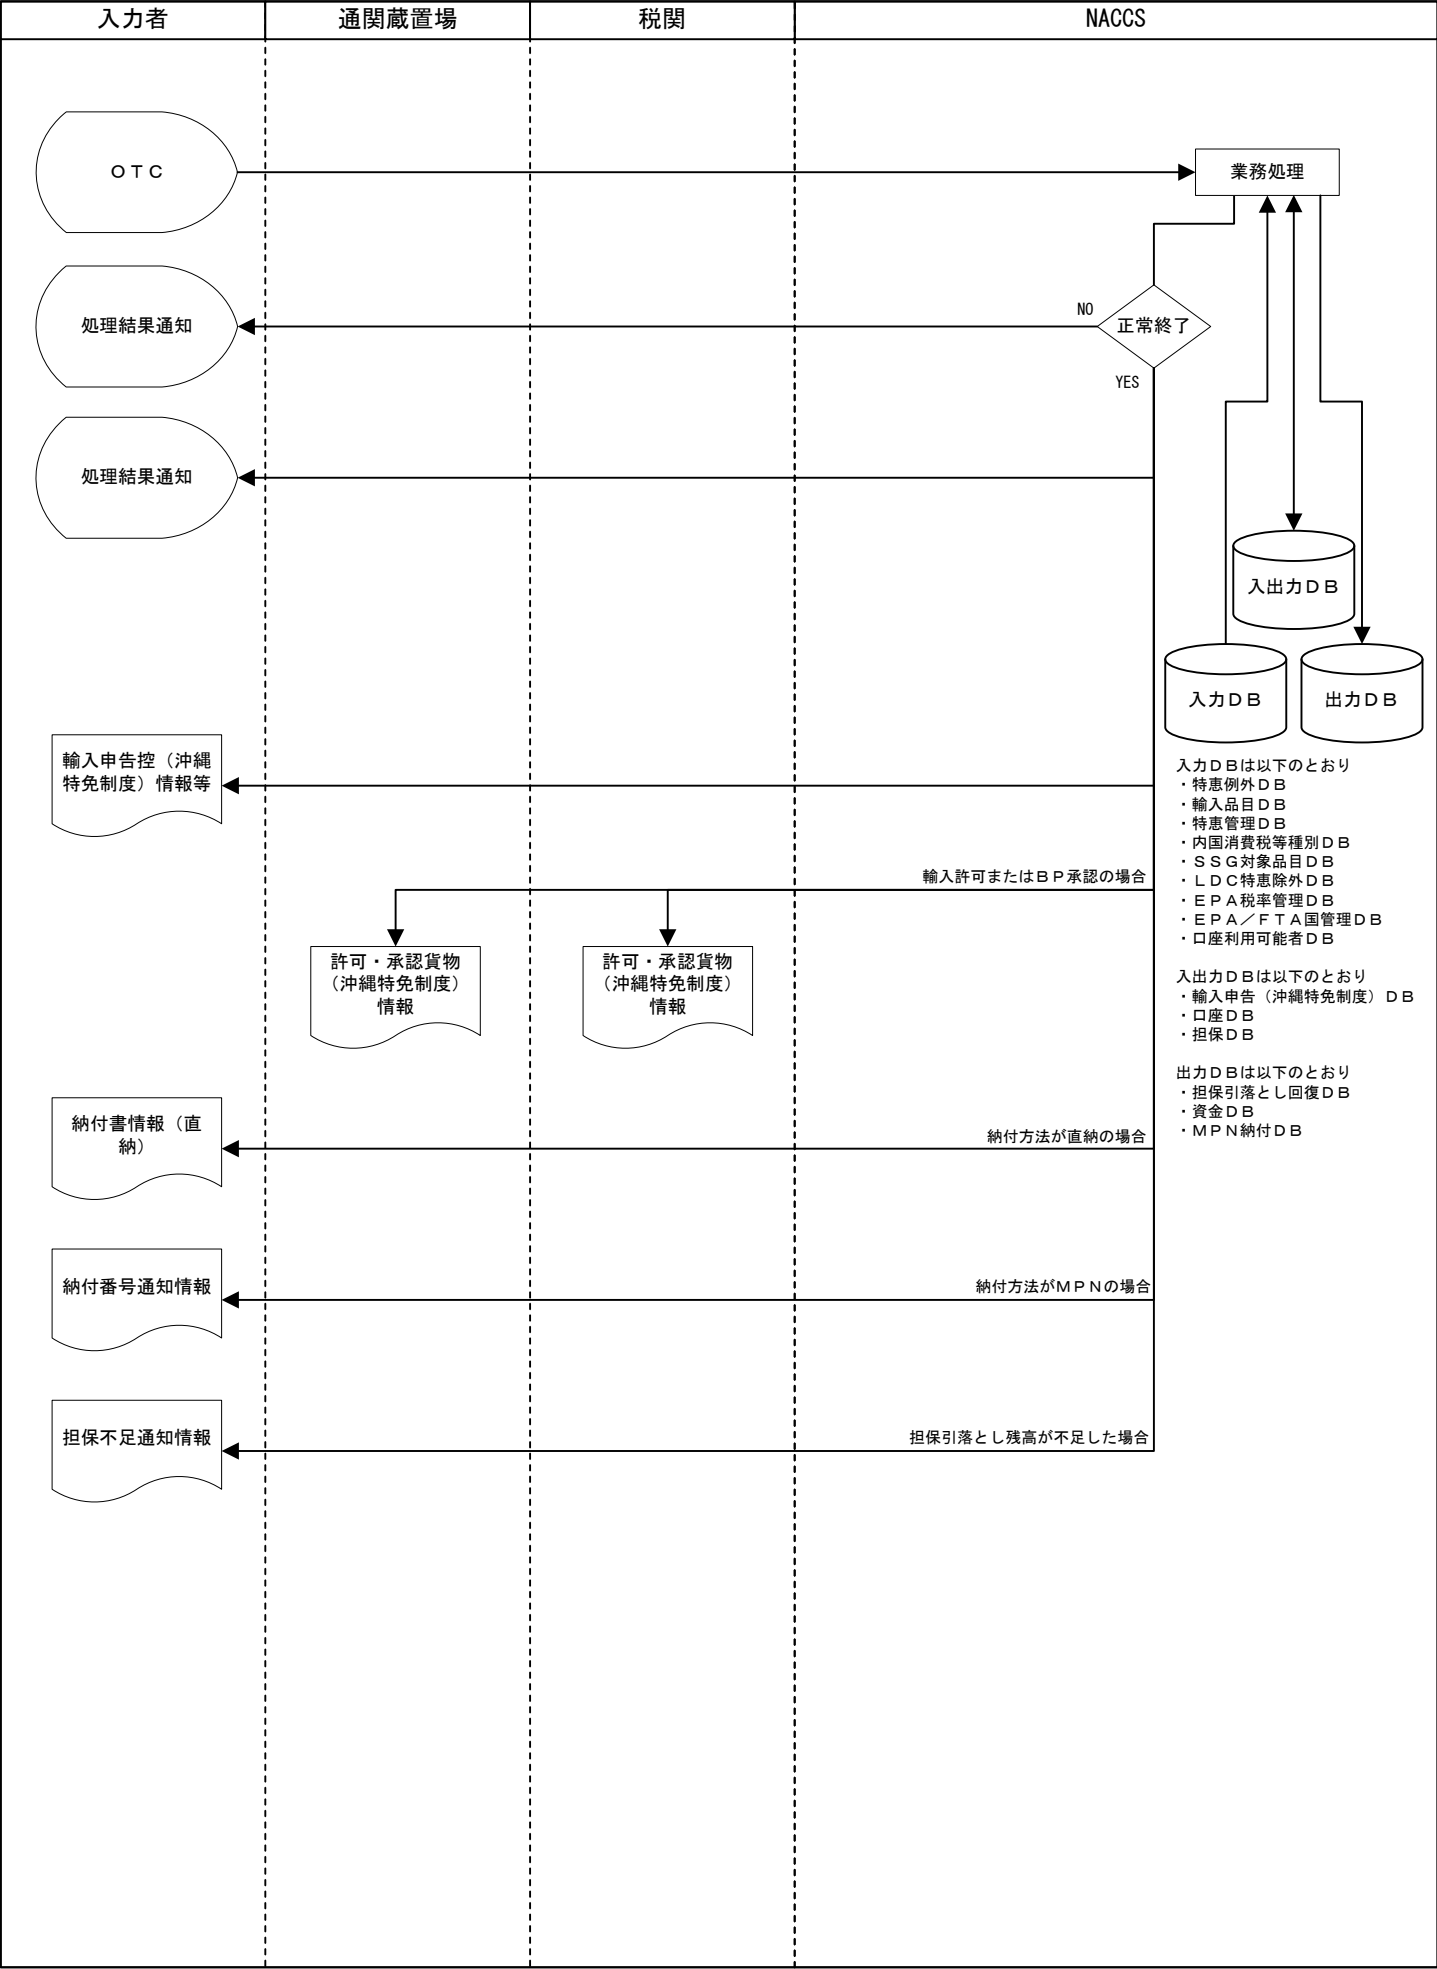 入力者
通関蔵置場
税関
NACCS
ＯＴＣ
業務処理
処理結果通知
NO
正常終了
YES
処理結果通知
入出力ＤＢ
入力ＤＢ
出力ＤＢ
輸入申告控（沖縄
特免制度）情報等
入力ＤＢは以下のとおり
・特恵例外ＤＢ
・輸入品目ＤＢ
・特恵管理ＤＢ
・内国消費税等種別ＤＢ
・ＳＳＧ対象品目ＤＢ
・ＬＤＣ特恵除外ＤＢ
・ＥＰＡ税率管理ＤＢ
・ＥＰＡ／ＦＴＡ国管理ＤＢ
・口座利用可能者ＤＢ
入出力ＤＢは以下のとおり
・輸入申告（沖縄特免制度）ＤＢ
・口座ＤＢ
・担保ＤＢ
出力ＤＢは以下のとおり
・担保引落とし回復ＤＢ
・資金ＤＢ
・ＭＰＮ納付ＤＢ
輸入許可またはＢＰ承認の場合
許可・承認貨物
（沖縄特免制度）
情報
許可・承認貨物
（沖縄特免制度）
情報
納付書情報（直
納）
納付方法が直納の場合
納付番号通知情報
納付方法がＭＰＮの場合
担保不足通知情報
担保引落とし残高が不足した場合